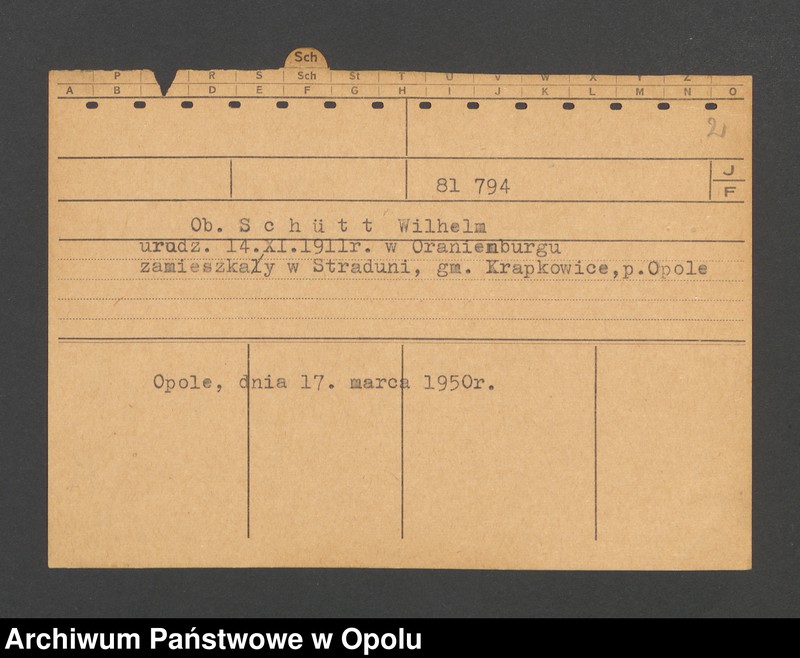 Sch
P R S Sch St T U V W X Y Z
A B D E F G H I J K L M N O
2
81 794
J
F
Ob. S c h ü t t Wilhelm
urodz. 14.XI.1911r. w Oranienburgu
zamieszkały w Straduni, gm. Krapkowice,p.Opole
Opole, dnia 17. marca 1950r.
Archiwum Państwowe w Opolu